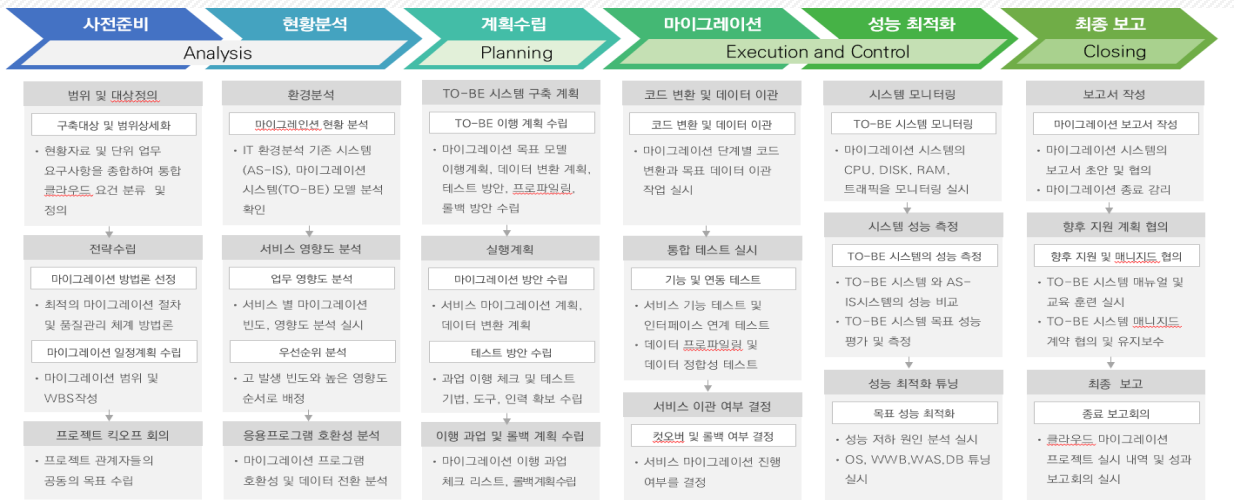 사전준비
현황분석
계획수립
마이그레이션
성능 최적화
최종 보고
Analysis
Planning
Execution and Control
Closing
범위 및 대상정의
구축대상 및 범위상세화
• 현황자료 및 단위 업무
요구사항을 종합하여 통합
클라우드 요건 분류 및
정의
전략수립
마이그레이션 방법론 선정
• 최적의 마이그레이션 절차
및 품질관리 체계 방법론
마이그레이션 일정계획 수립
• 마이그레이션 범위 및
WBS작성
프로젝트 킥오프 회의
• 프로젝트 관계자들의
공동의 목표 수립
환경분석
마이그레인션 현황 분석
• IT 환경분석 기존 시스템
(AS-IS), 마이그레이션
시스템(TO-BE) 모델 분석
확인
서비스 영향도 분석
업무 영향도 분석
• 서비스 별 마이그레이션
빈도, 영향도 분석 실시
우선순위 분석
• 고 발생 빈도와 높은 영향도
순서로 배정
응용프로그램 호환성 분석
• 마이그레이션 프로그램
호환성 및 데이터 전환 분석
TO-BE 시스템 구축 계획
TO-BE 이행 계획 수립
• 마이그레이션 목표 모델
이행계획, 데이터 변환 계획,
테스트 방안, 프로파일링,
롤백 방안 수립
실행계획
마이그레이션 방안 수립
• 서비스 마이그레이션 계획,
데이터 변환 계획
테스트 방안 수립
• 과업 이행 체크 및 테스트
기법, 도구, 인력 확보 수립
이행 과업 및 롤백 계획 수립
• 마이그레이션 이행 과업
체크 리스트, 롤백계획수립
코드 변환 및 데이터 이관
코드 변환 및 데이터 이관
• 마이그레이션 단계별 코드
변환과 목표 데이터 이관
작업 실시
통합 테스트 실시
기능 및 연동 테스트
• 서비스 기능 테스트 및
인터페이스 연계 테스트
• 데이터 프로파일링 및
데이터 정합성 테스트
서비스 이관 여부 결정
컷오버 및 롤백 여부 결정
• 서비스 마이그레이션 진행
여부를 결정
시스템 모니터링
TO-BE 시스템 모니터링
• 마이그레이션 시스템의
CPU, DISK, RAM,
트래픽을 모니터링 실시
시스템 성능 측정
TO-BE 시스템의 성능 측정
• TO-BE 시스템 와 AS-
IS시스템의 성능 비교
• TO-BE 시스템 목표 성능
평가 및 측정
성능 최적화 튜닝
목표 성능 최적화
• 성능 저하 원인 분석 실시
• OS, WWB,WAS,DB 튜닝
실시
보고서 작성
마이그레이션 보고서 작성
• 마이그레이션 시스템의
보고서 초안 및 협의
• 마이그레이션 종료 감리
향후 지원 계획 협의
향후 지원 및 매니지드 협의
• TO-BE 시스템 매뉴얼 및
교육 훈련 실시
• TO-BE 시스템 매니지드
계약 협의 및 유지보수
최종 보고
종료 보고회의
• 클라우드 마이그레이션
프로젝트 실시 내역 및 성과
보고회의 실시